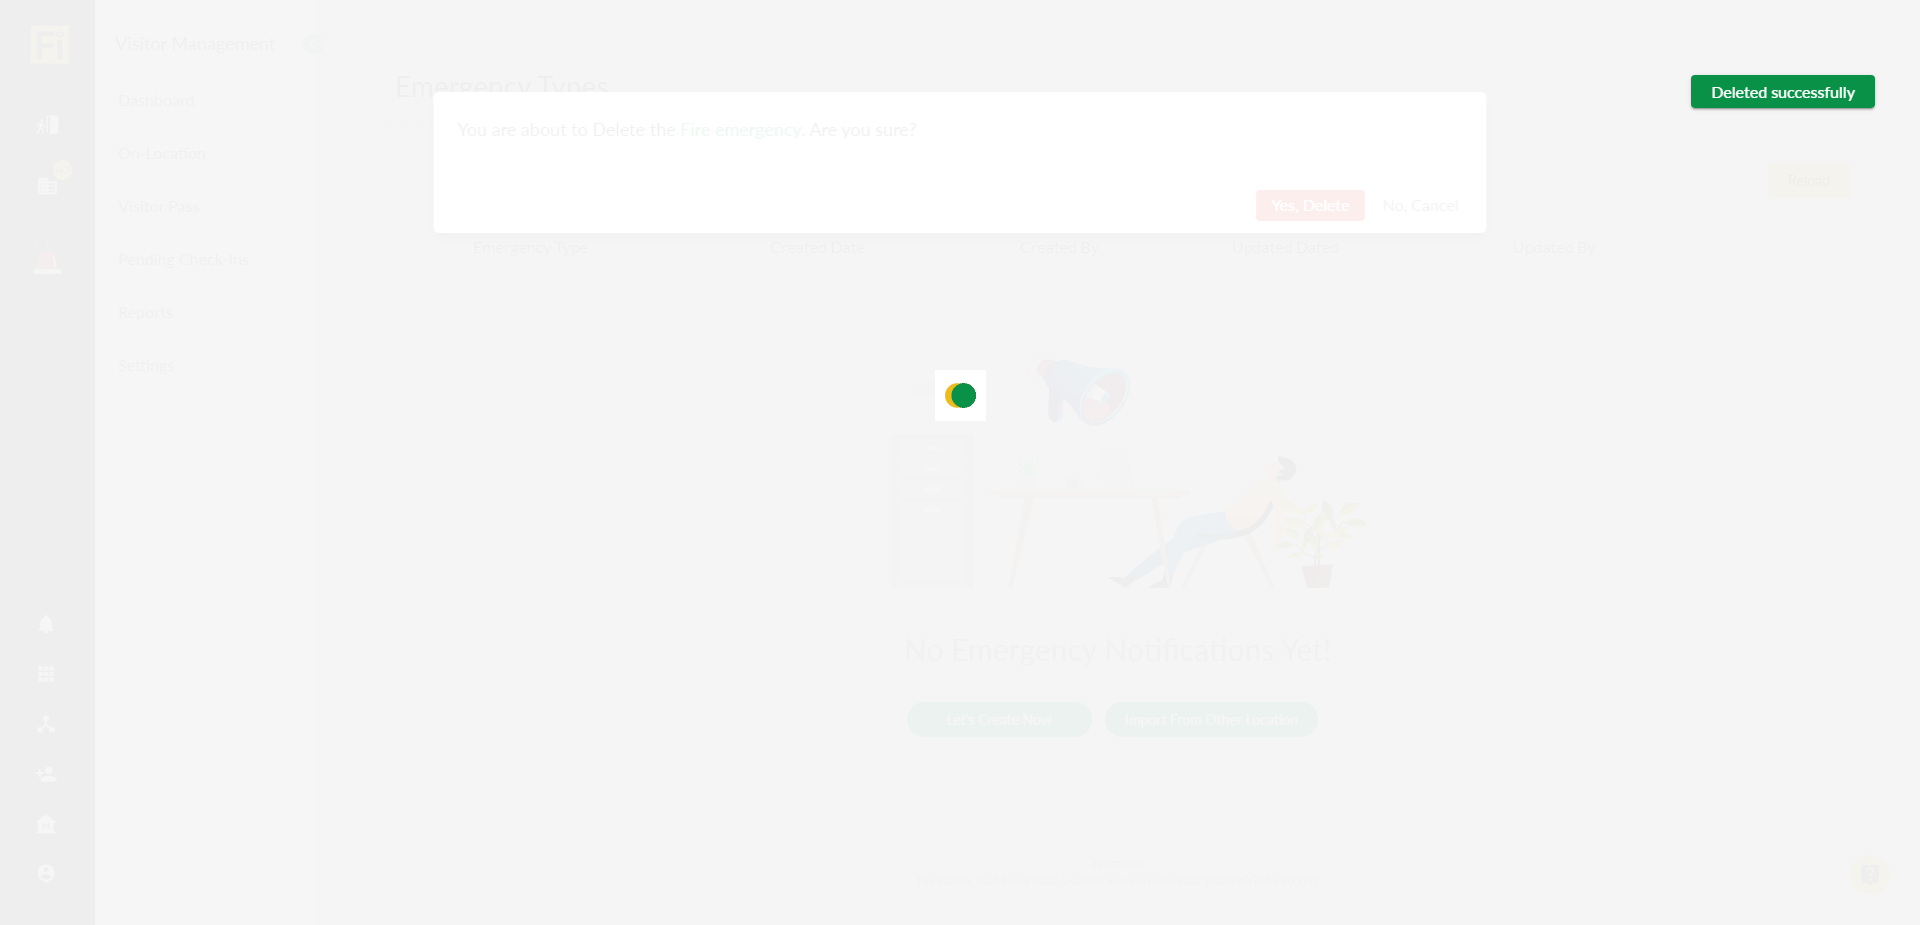 Fi
Visitor Management
Dashboard
On-Location
Visitor Pass
Pending Check-Ins
Reports
Settings
Emergency Types
Deleted successfully
You are about to Delete the Fire emergency. Are you sure?
Yes, Delete
No, Cancel
Reload
Emergency Type
Created Date
Created By
Updated Dated
Updated By
No Emergency Notifications Yet!
Let's Create Now
Import From Other Location